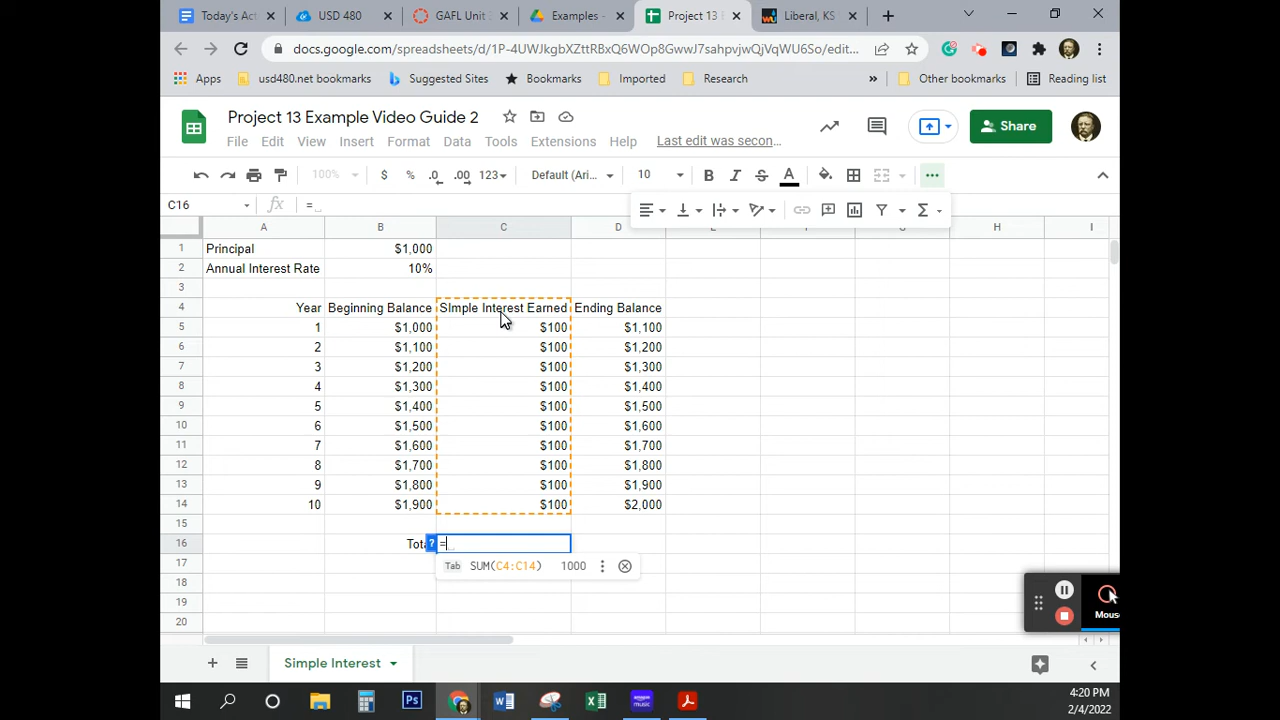 Today's Act
USD 480
GAFL Unit
Examples -
Project 13
Liberal, KS
docs.google.com/spreadsheets/d/1P-4UWJkgbXZttRBxQ6WOp8GwwJ7sahpvjwQjVqWU6So/edit...
Apps
usd480.net bookmarks
Suggested Sites
Bookmarks
Imported
Research
»
Other bookmarks
Reading list
Project 13 Example Video Guide 2
Share
File Edit View Insert Format Data Tools Extensions Help Last edit was secon...
100% $ % .0 .00 123 Default (Ari... 10 B I S A
C16 fx =
A B C D E F G H I
1 Principal $1,000
2 Annual Interest Rate 10%
3
4 Year Beginning Balance SImple Interest Earned Ending Balance
5 1 $1,000 $100 $1,100
6 2 $1,100 $100 $1,200
7 3 $1,200 $100 $1,300
8 4 $1,300 $100 $1,400
9 5 $1,400 $100 $1,500
10 6 $1,500 $100 $1,600
11 7 $1,600 $100 $1,700
12 8 $1,700 $100 $1,800
13 9 $1,800 $100 $1,900
14 10 $1,900 $100 $2,000
15
16 Tota ? =
17 Tab SUM(C4:C14) 1000
18
19
20
Mous
Simple Interest
4:20 PM
2/4/2022